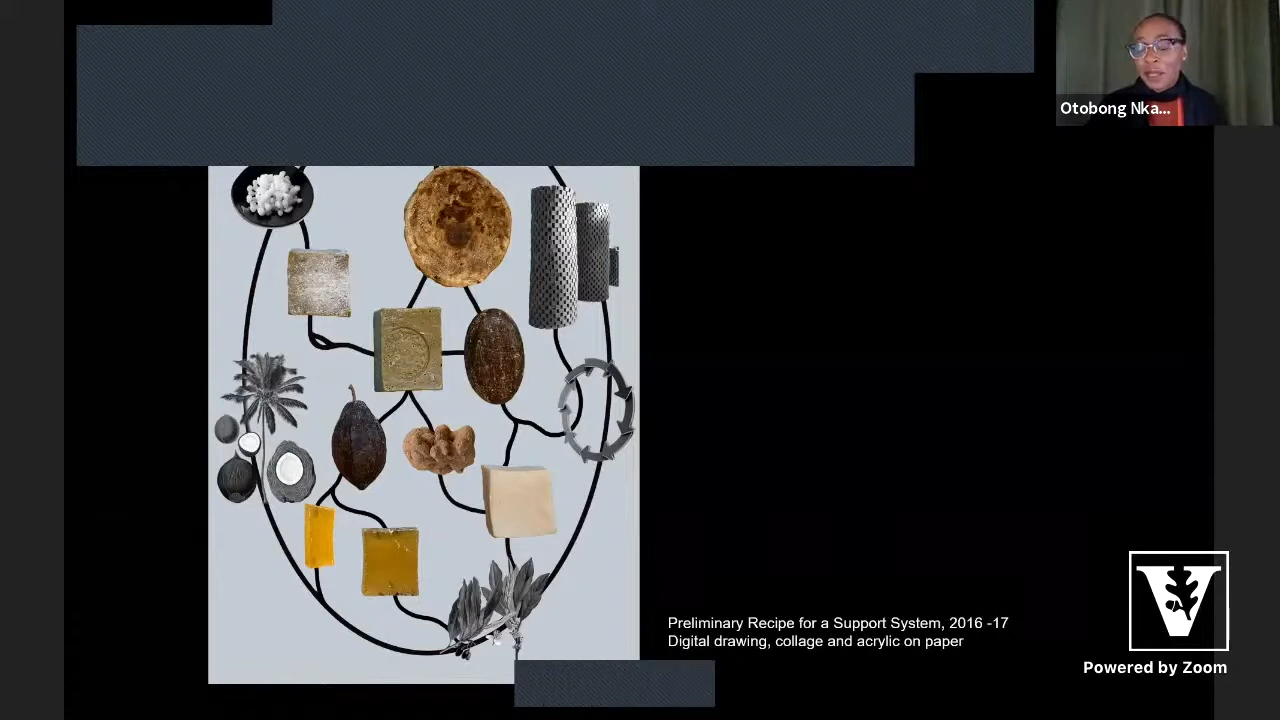 Otobong Nka...
Preliminary Recipe for a Support System, 2016 -17
Digital drawing, collage and acrylic on paper
V
Powered by Zoom